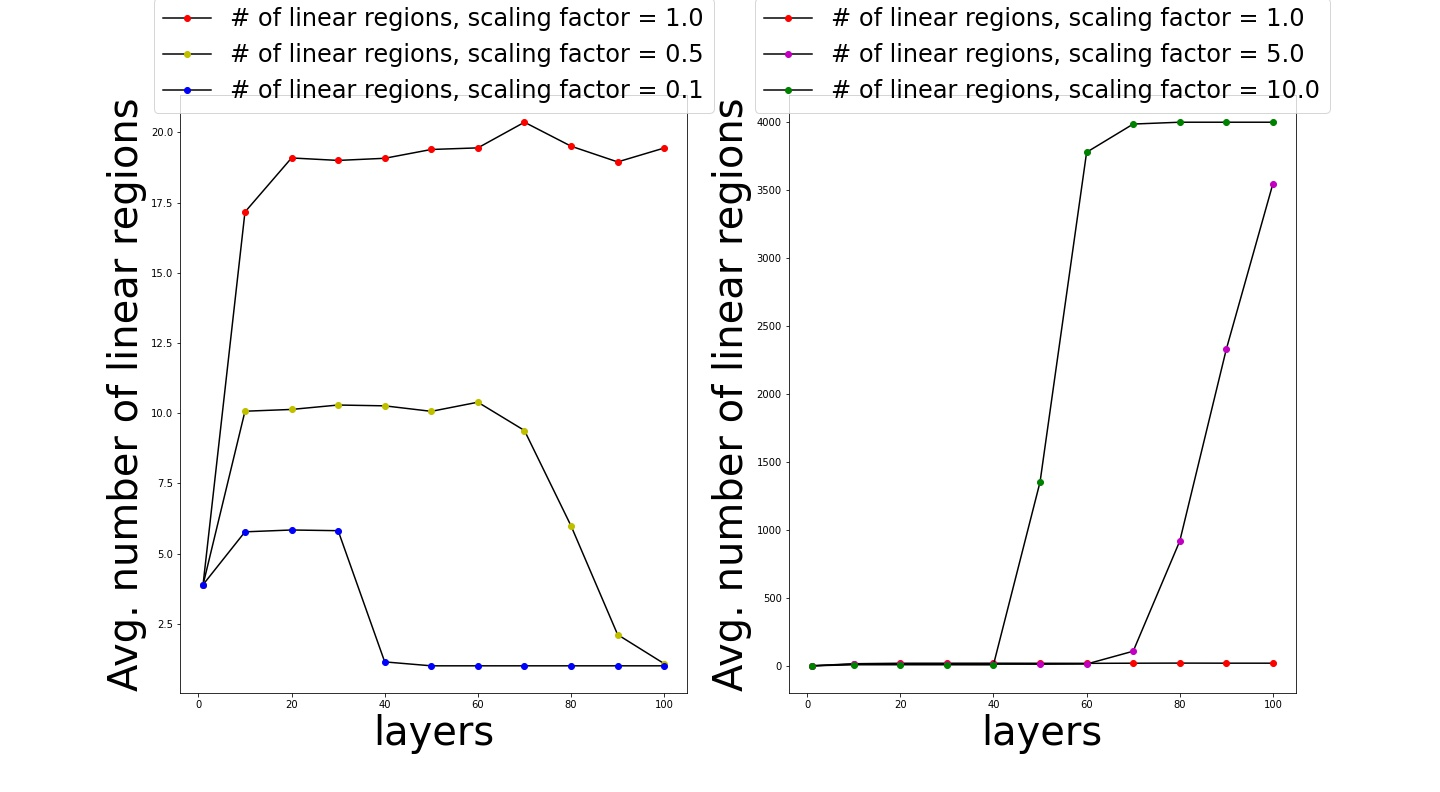 # of linear regions, scaling factor = 1.0
# of linear regions, scaling factor = 0.5
# of linear regions, scaling factor = 0.1
Avg. number of linear regions
20.0
17.5
15.0
12.5
10.0
7.5
5.0
2.5
0 20 40 60 80 100
layers
# of linear regions, scaling factor = 1.0
# of linear regions, scaling factor = 5.0
# of linear regions, scaling factor = 10.0
Avg. number of linear regions
4000
3500
3000
2500
2000
1500
1000
500
0
0 20 40 60 80 100
layers